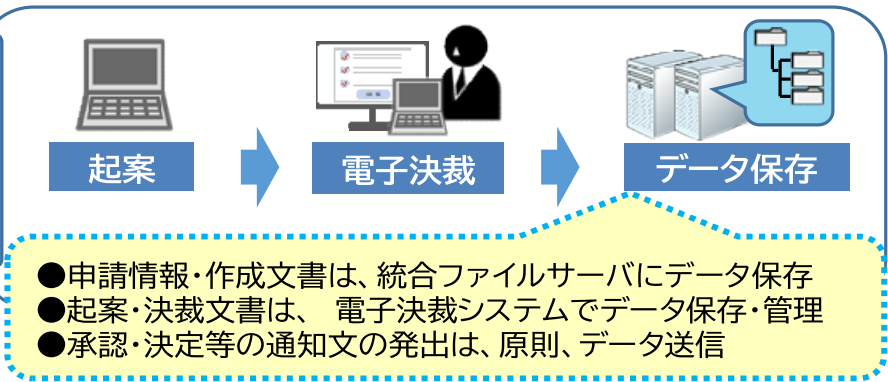 起案
電子決裁
データ保存
●申請情報・作成文書は、統合ファイルサーバにデータ保存
●起案・決裁文書は、 電子決裁システムでデータ保存・管理
●承認・決定等の通知文の発出は、原則、データ送信